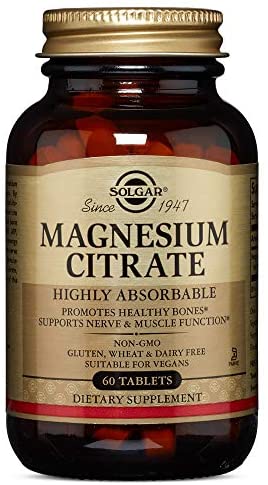 SOLGAR®
Since 1947
MAGNESIUM
CITRATE
HIGHLY ABSORBABLE
PROMOTES HEALTHY BONES*
SUPPORTS NERVE & MUSCLE FUNCTION*
NON-GMO
GLUTEN, WHEAT & DAIRY FREE
SUITABLE FOR VEGANS
60 TABLETS
DIETARY SUPPLEMENT